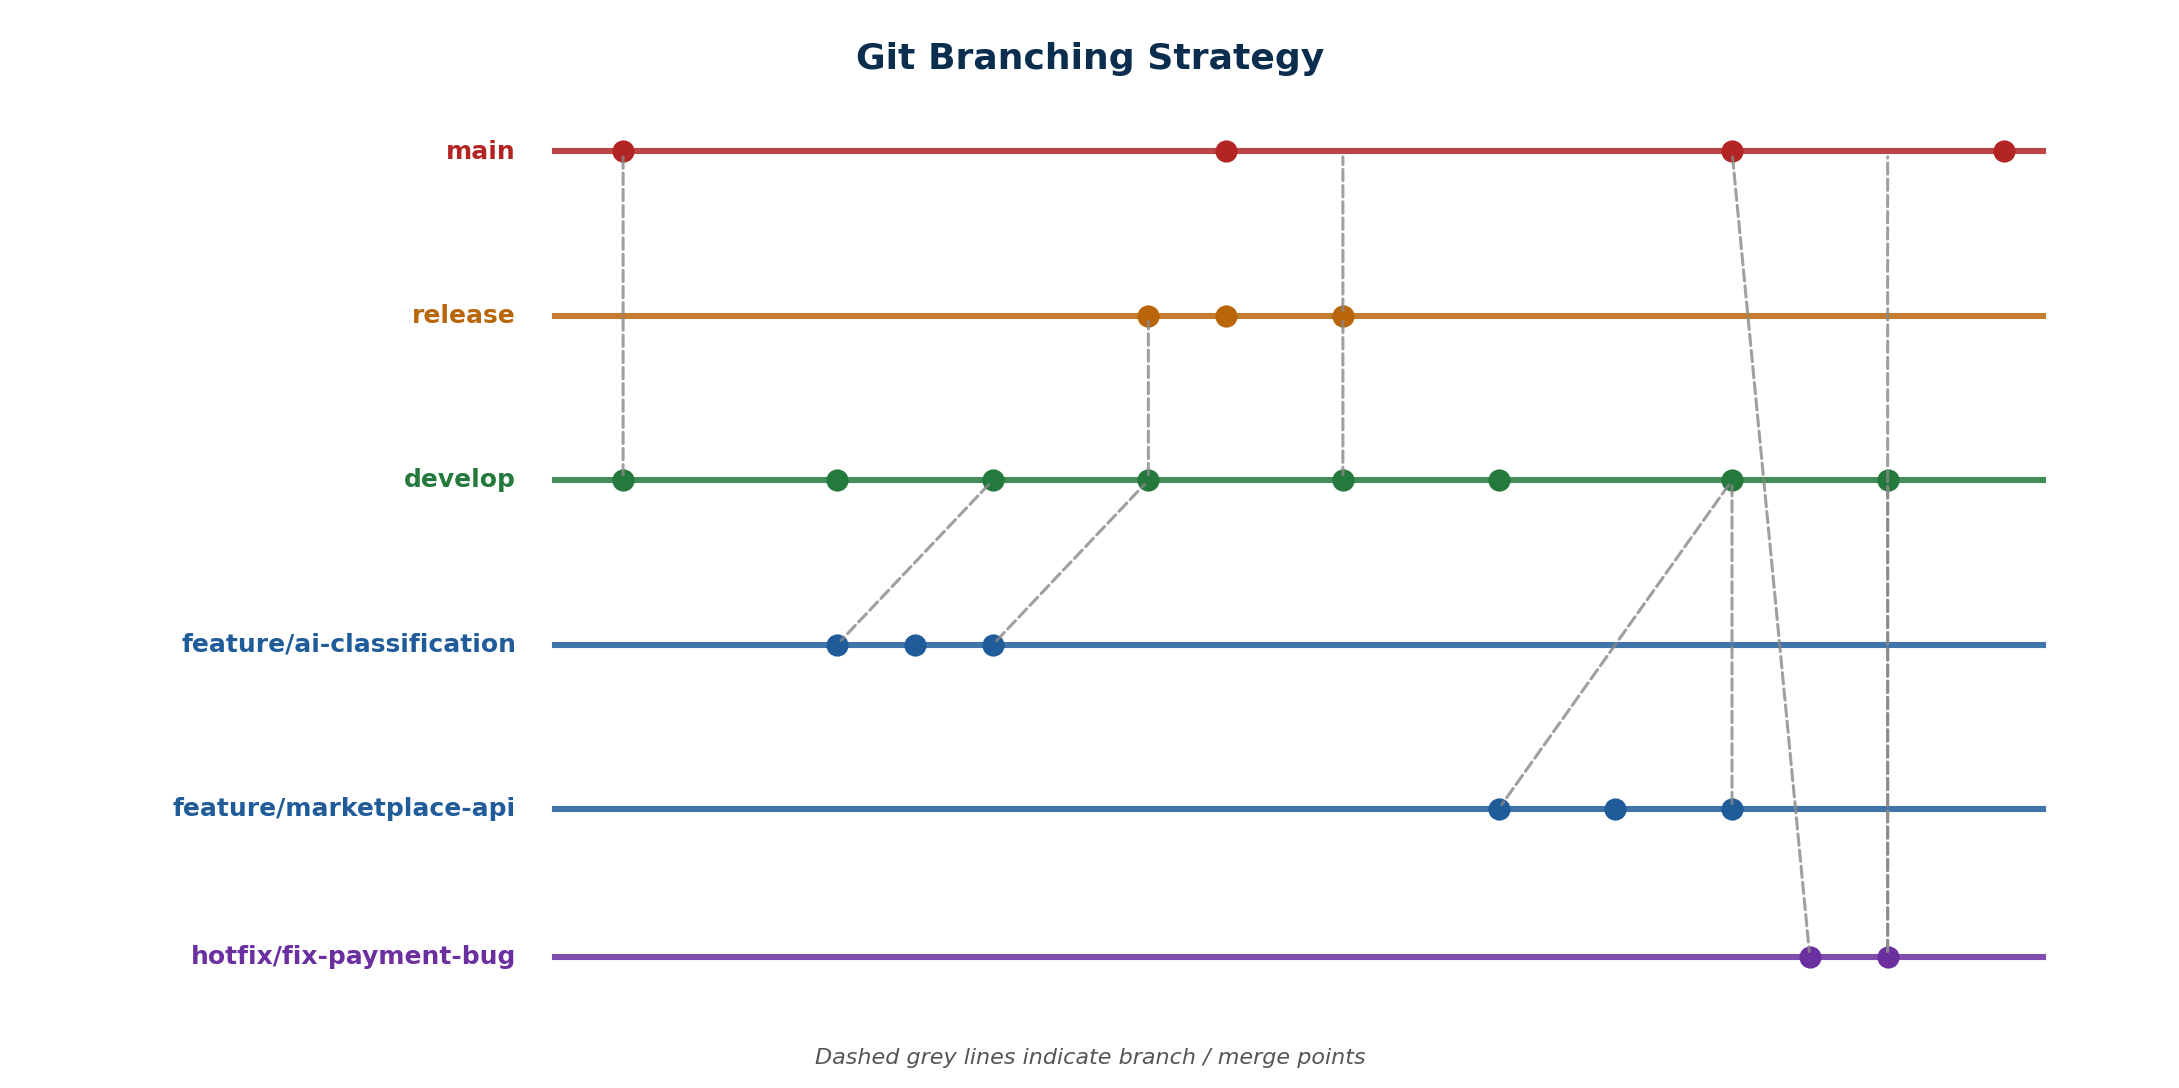 Git Branching Strategy
main
release
develop
feature/ai-classification
feature/marketplace-api
hotfix/fix-payment-bug
Dashed grey lines indicate branch / merge points